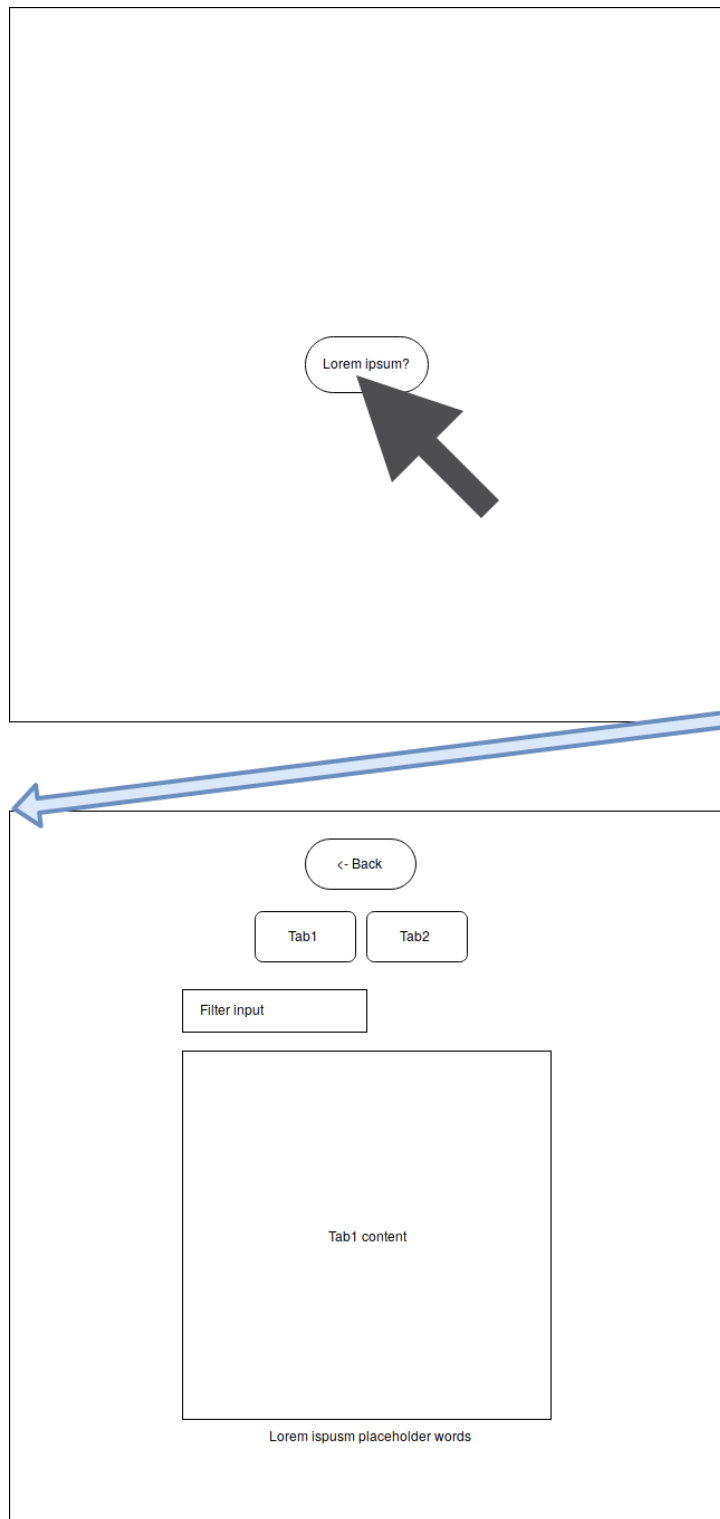 Lorem ipsum?
<- Back
Tab1 Tab2
Filter input
Tab1 content
Lorem ispusm placeholder words